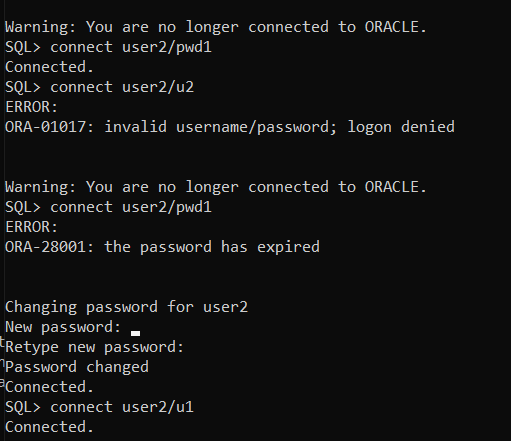 Warning: You are no longer connected to ORACLE.
SQL> connect user2/pwd1
Connected.
SQL> connect user2/u2
ERROR:
ORA-01017: invalid username/password; logon denied
Warning: You are no longer connected to ORACLE.
SQL> connect user2/pwd1
ERROR:
ORA-28001: the password has expired
Changing password for user2
New password:
Retype new password:
Password changed
Connected.
SQL> connect user2/u1
Connected.